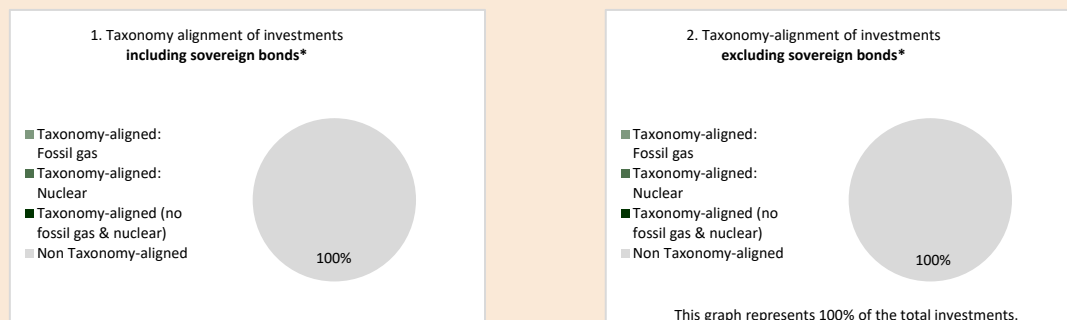 1. Taxonomy alignment of investments
including sovereign bonds*
Taxonomy-aligned:
Fossil gas
Taxonomy-aligned:
Nuclear
Taxonomy-aligned (no
fossil gas & nuclear)
Non Taxonomy-aligned
100%
2. Taxonomy-alignment of investments
excluding sovereign bonds*
Taxonomy-aligned:
Fossil gas
Taxonomy-aligned:
Nuclear
Taxonomy-aligned (no
fossil gas & nuclear)
Non Taxonomy-aligned
100%
This graph represents 100% of the total investments.